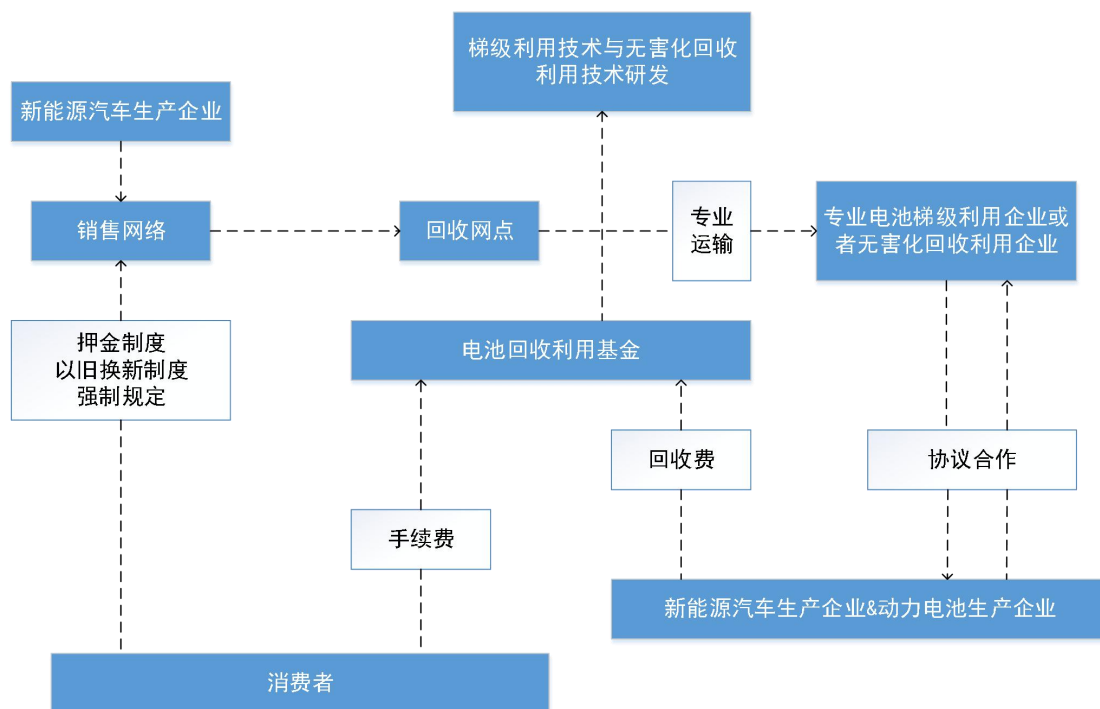 梯级利用技术与无害化回收
利用技术研发
新能源汽车生产企业
销售网络
回收网点
专业
运输
专业电池梯级利用企业或
者无害化回收利用企业
押金制度
以旧换新制度
强制规定
电池回收利用基金
回收费
协议合作
手续费
新能源汽车生产企业&动力电池生产企业
消费者